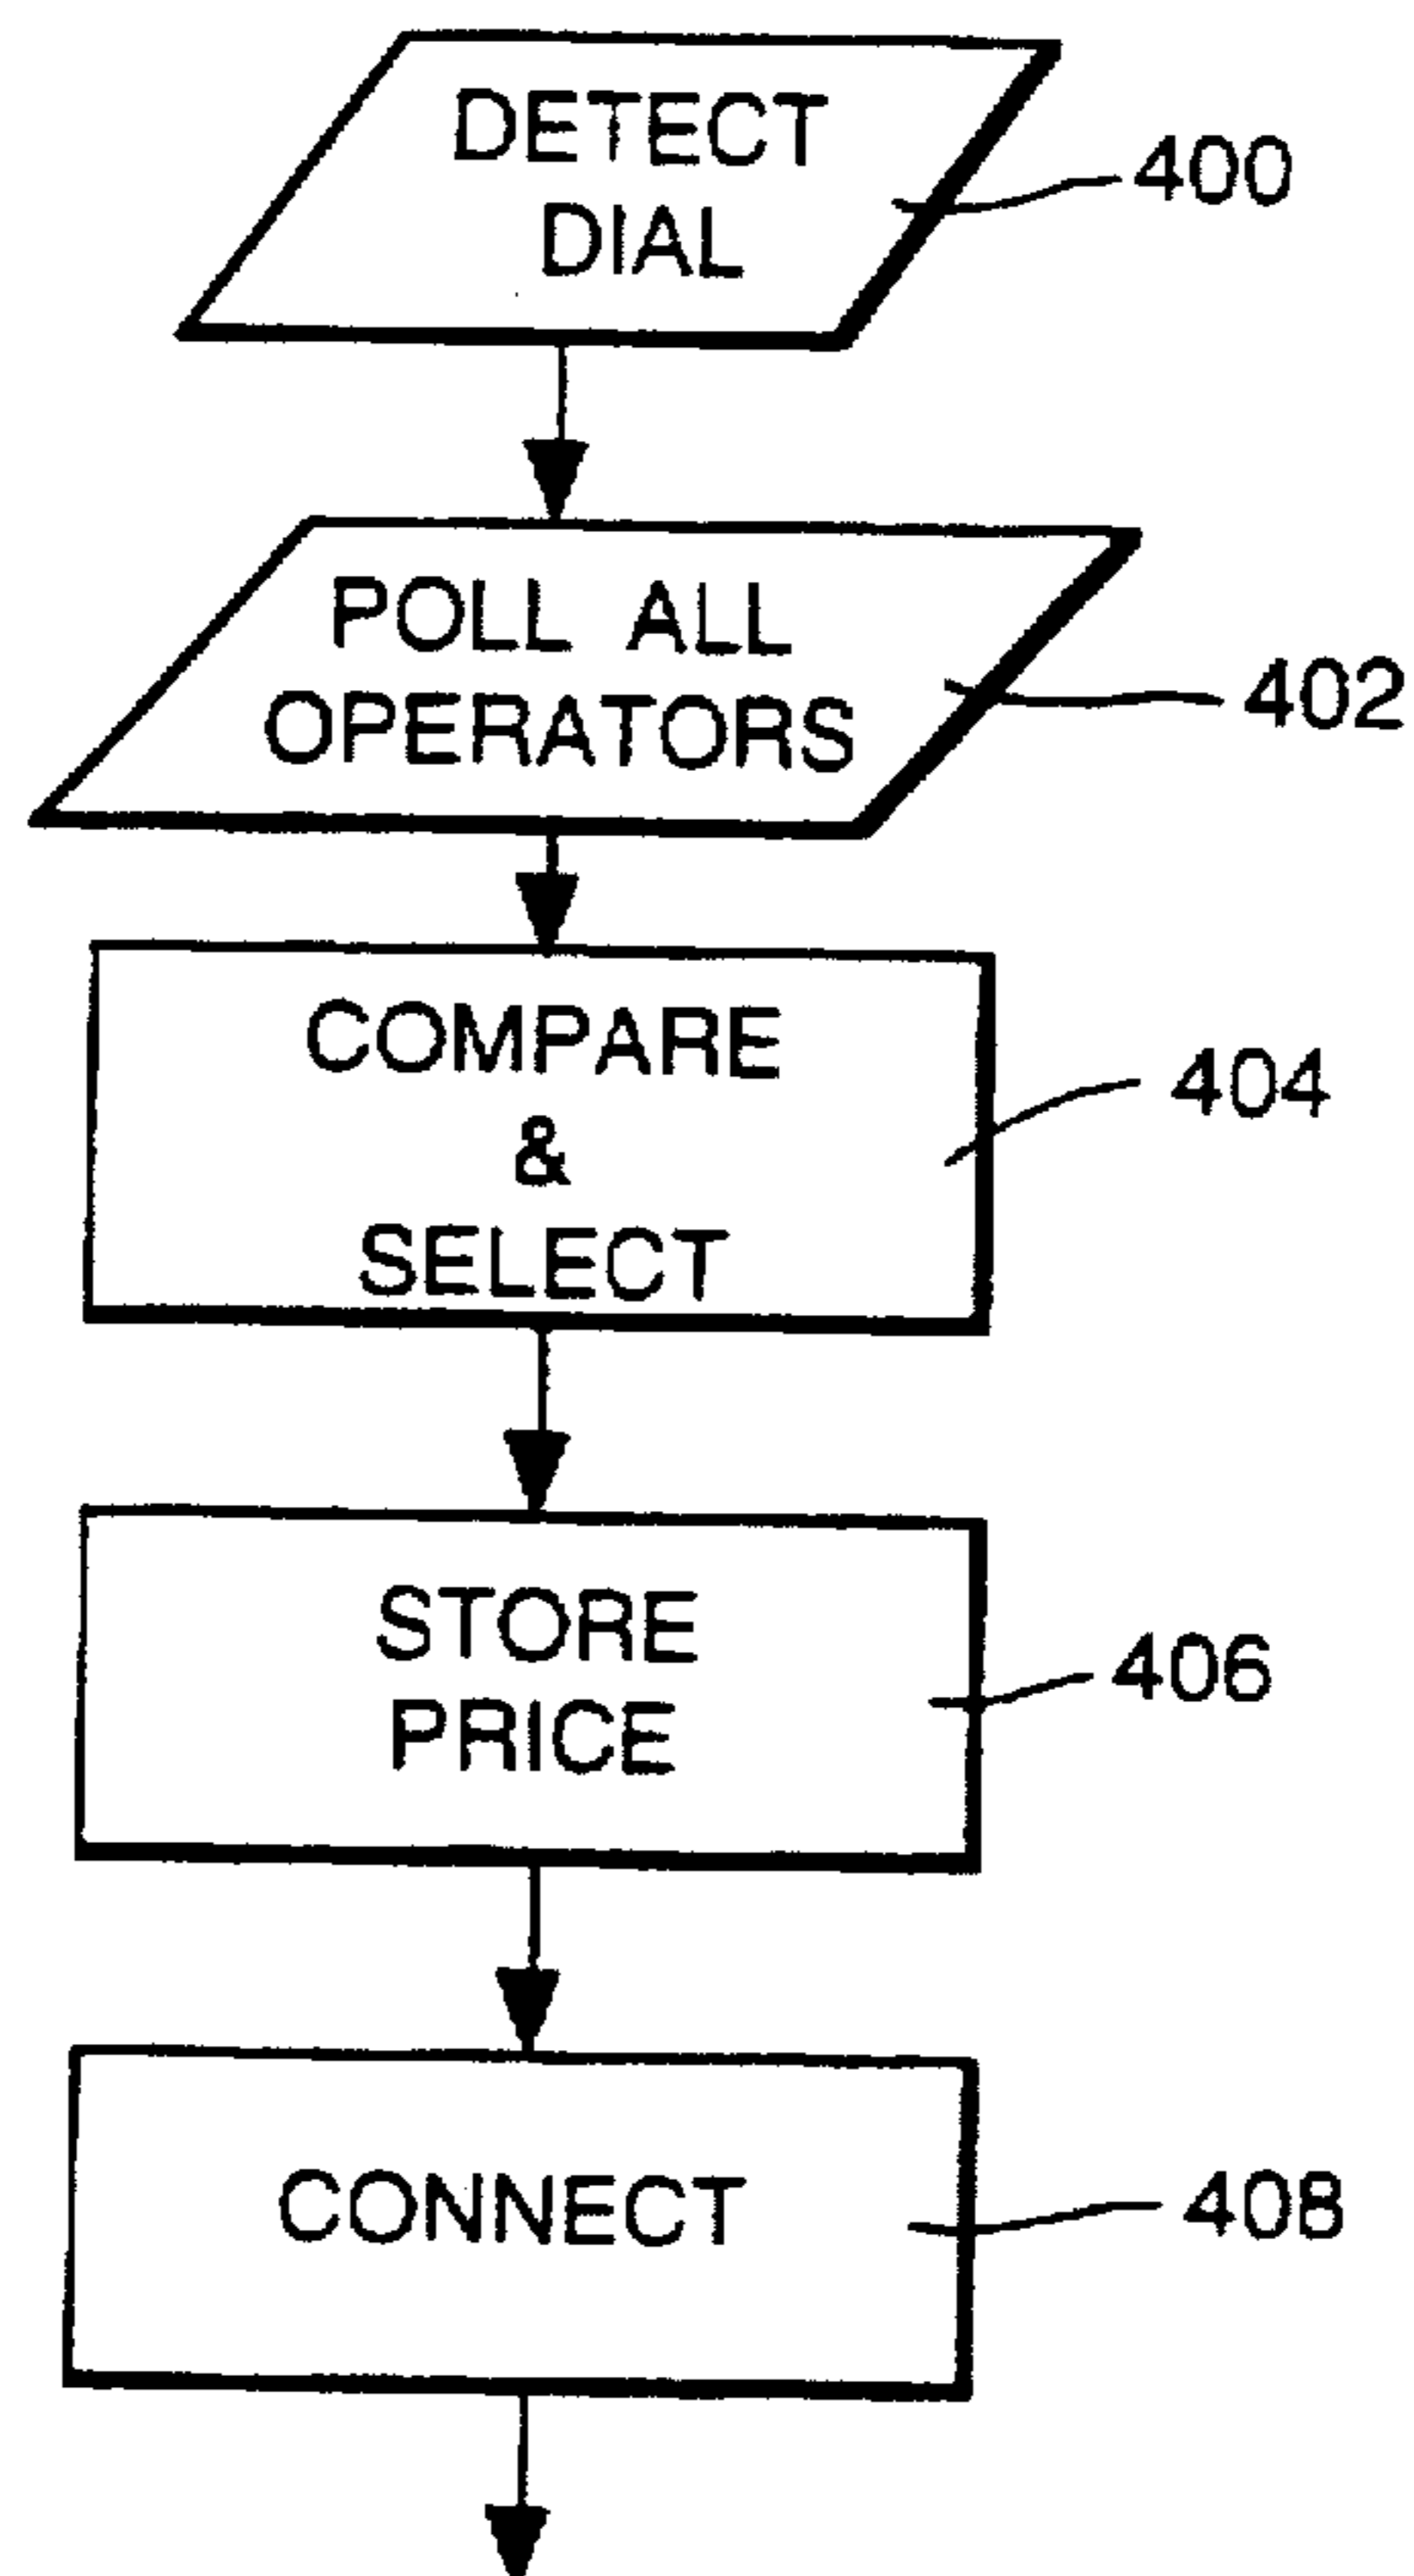 DETECT
DIAL
400
POLL ALL
OPERATORS
402
COMPARE
&
SELECT
404
STORE
PRICE
406
CONNECT
408